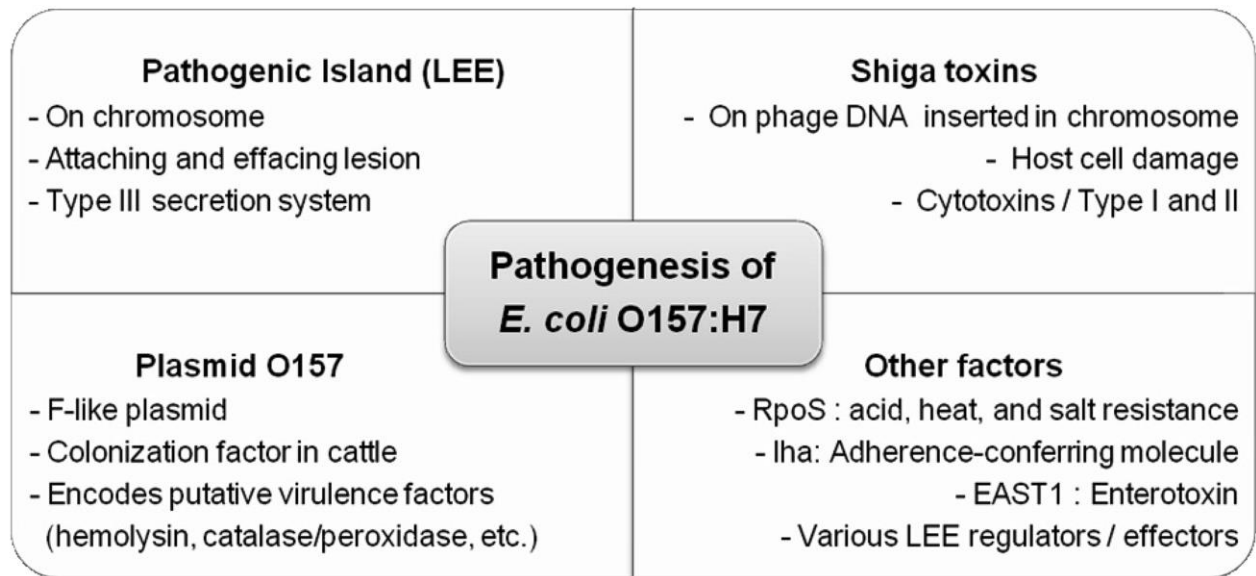 Pathogenic Island (LEE)
- On chromosome
- Attaching and effacing lesion
- Type III secretion system
Shiga toxins
- On phage DNA inserted in chromosome
- Host cell damage
- Cytotoxins / Type I and II
Pathogenesis of
E. coli O157:H7
Plasmid O157
- F-like plasmid
- Colonization factor in cattle
- Encodes putative virulence factors
(hemolysin, catalase/peroxidase, etc.)
Other factors
- RpoS : acid, heat, and salt resistance
- Iha: Adherence-conferring molecule
- EAST1 : Enterotoxin
- Various LEE regulators / effectors